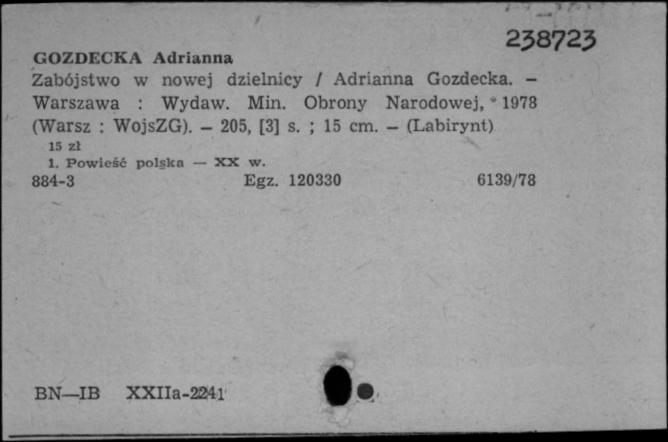 238723
GOZDECKA Adrianna
Zabójstwo w nowej dzielnicy / Adrianna Gozdecka. —
Warszawa : Wydaw. Min. Obrony Narodowej, 1978
(Warsz : WojsZG). — 205, [3] s. ; 15 cm. — (Labirynt)
15 zł
1. Powieść polska — XX w.
884-3 Egz. 120330 6139/78
BN—IB XXIIa-2241